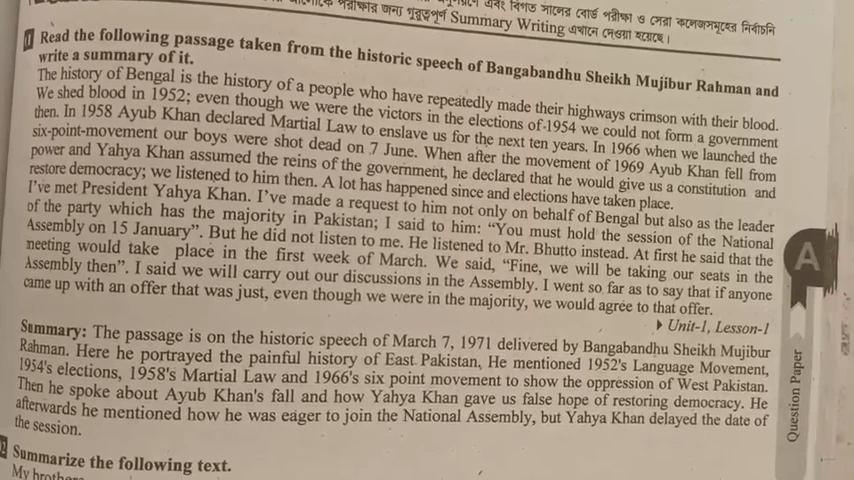 পরীক্ষার জন্য গুরুত্বপূর্ণ Summary Writing এখানে দেওয়া হয়েছে।
এবং বিগত সালের বোর্ড পরীক্ষা ও সেরা কলেজসমূহের নির্বাচনি
1 Read the following passage taken from the historic speech of Bangabandhu Sheikh Mujibur Rahman and
write a summary of it.
The history of Bengal is the history of a people who have repeatedly made their highways crimson with their blood.
We shed blood in 1952; even though we were the victors in the elections of-1954 we could not form a government
then. In 1958 Ayub Khan declared Martial Law to enslave us for the next ten years. In 1966 when we launched the
six-point-movement our boys were shot dead on 7 June. When after the movement of 1969 Ayub Khan fell from
power and Yahya Khan assumed the reins of the government, he declared that he would give us a constitution and
restore democracy; we listened to him then. A lot has happened since and elections have taken place.
I've met President Yahya Khan. I've made a request to him not only on behalf of Bengal but also as the leader
of the party which has the majority in Pakistan; I said to him: “You must hold the session of the National
Assembly on 15 January”. But he did not listen to me. He listened to Mr. Bhutto instead. At first he said that the
meeting would take place in the first week of March. We said, “Fine, we will be taking our seats in the
Assembly then”. I said we will carry out our discussions in the Assembly. I went so far as to say that if anyone
came up with an offer that was just, even though we were in the majority, we would agree to that offer.
Unit-1, Lesson-1
Summary: The passage is on the historic speech of March 7, 1971 delivered by Bangabandhu Sheikh Mujibur
Rahman. Here he portrayed the painful history of East Pakistan, He mentioned 1952's Language Movement,
1954's elections, 1958's Martial Law and 1966's six point movement to show the oppression of West Pakistan.
Then he spoke about Ayub Khan's fall and how Yahya Khan gave us false hope of restoring democracy. He
afterwards he mentioned how he was eager to join the National Assembly, but Yahya Khan delayed the date of
the session.
2 Summarize the following text.
My
A
Question Paper